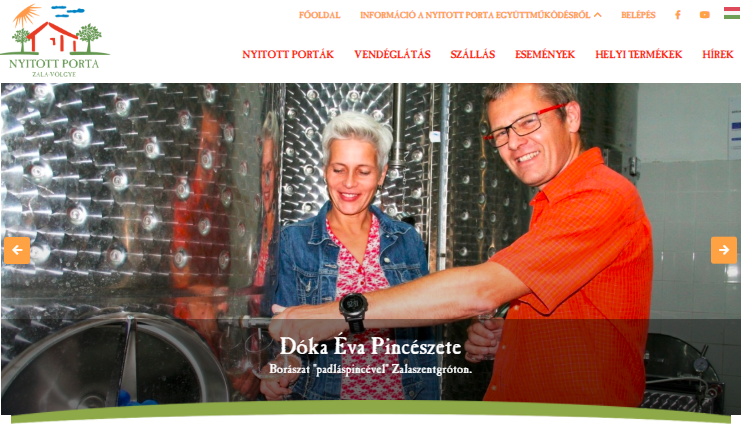 FŐOLDAL INFORMÁCIÓ A NYITOTT PORTA EGYÜTTMŰKÖDÉSRŐL BELÉPÉS
NYITOTT PORTA
ZALA VÖLGYE
NYITOTT PORTÁK VENDÉGLÁTÁS SZÁLLÁS ESEMÉNYEK HELYI TERMÉKEK HÍREK
Dóka Éva Pincészete
Borászat "padláspincével" Zalaszentgróton.